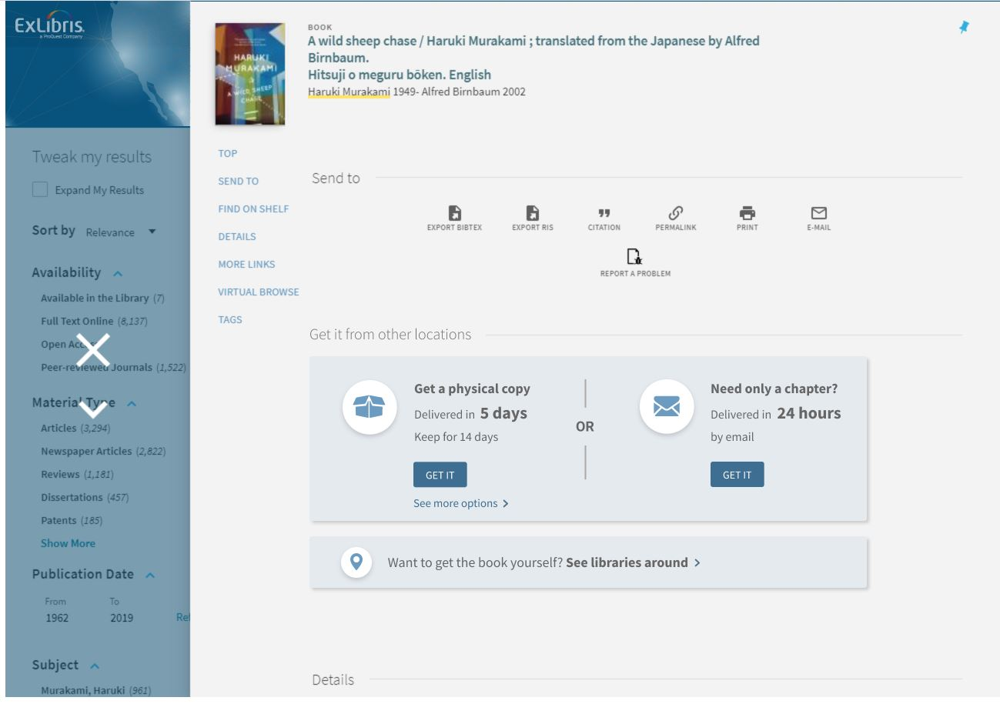 ExLibris.
a ProQuest Company
Tweak my results
Expand My Results
Sort by Relevance
Availability
Available in the Library (7)
Full Text Online (8,137)
Open
Peer-reviewed Journals (1,522)
Material Type
Articles (3,294)
Newspaper Articles (2,822)
Reviews (1,181)
Dissertations (457)
Patents (185)
Show More
Publication Date
From To
1962 2019
Subject
Murakami, Haruki (961)
HARUKI
MURAKAMI
A
WILD SHEEP
CHASE
BOOK
A wild sheep chase / Haruki Murakami ; translated from the Japanese by Alfred
Birnbaum.
Hitsuji o meguru bōken. English
Haruki Murakami 1949- Alfred Birnbaum 2002
TOP
SEND TO
FIND ON SHELF
DETAILS
MORE LINKS
VIRTUAL BROWSE
TAGS
Send to
EXPORT BIBTEX EXPORT RIS CITATION PERMALINK PRINT E-MAIL
REPORT A PROBLEM
Get it from other locations
Get a physical copy
Delivered in 5 days
Keep for 14 days
GET IT
See more options >
OR
Need only a chapter?
Delivered in 24 hours
by email
GET IT
Want to get the book yourself? See libraries around >
Details